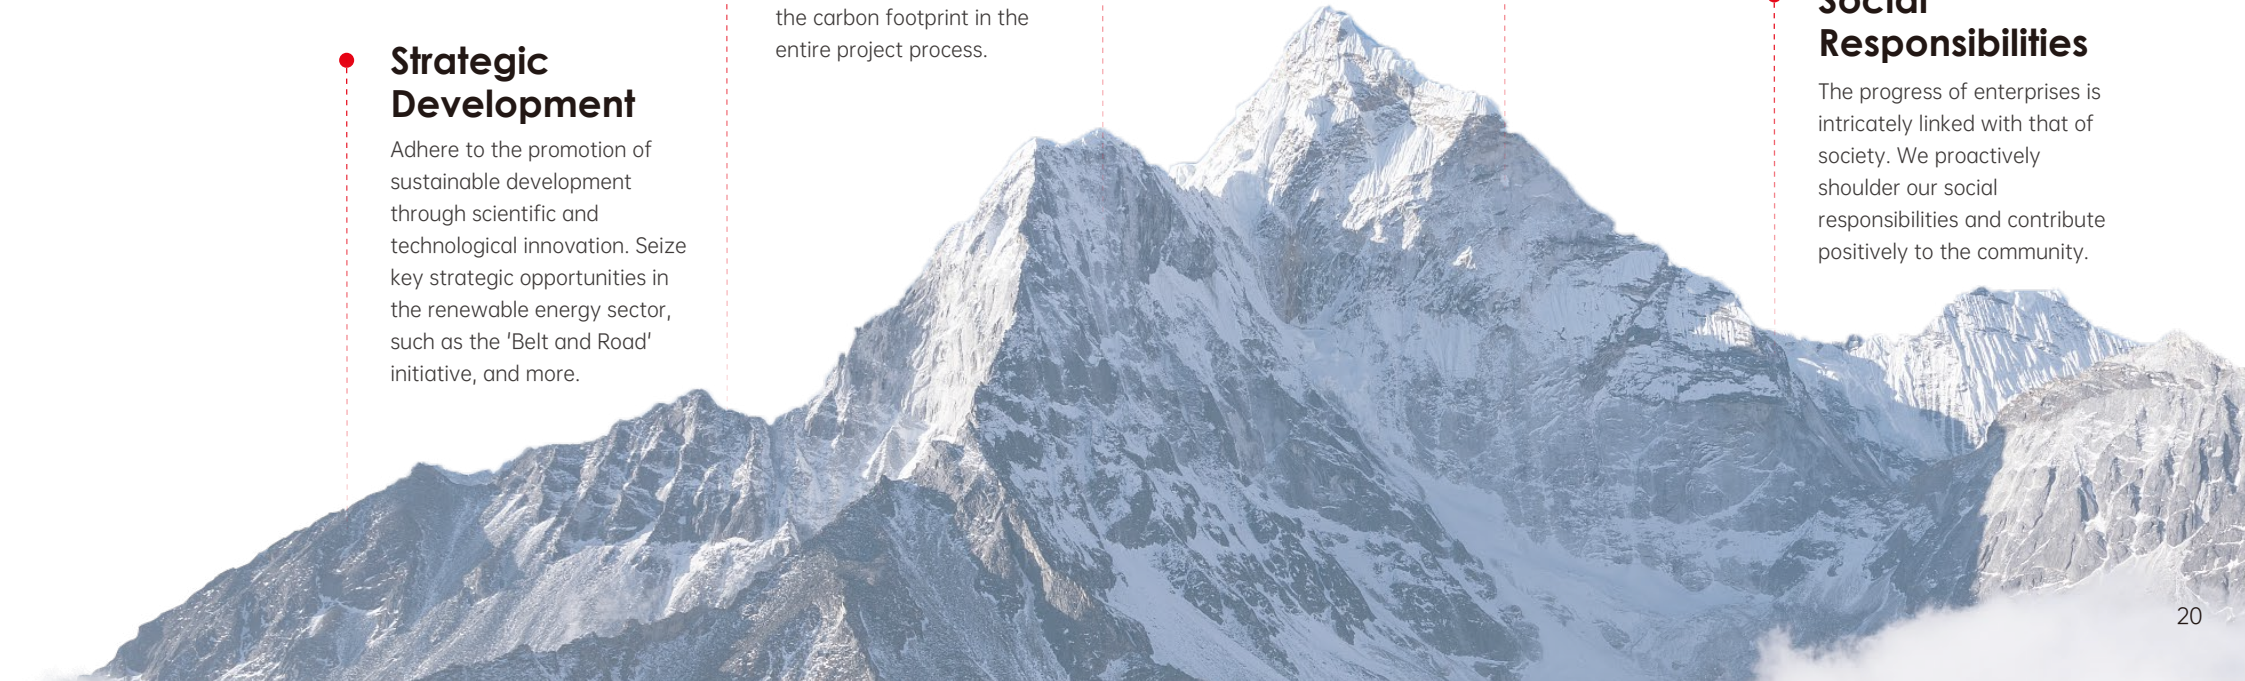 Strategic
Development
Adhere to the promotion of
sustainable development
through scientific and
technological innovation. Seize
key strategic opportunities in
the renewable energy sector,
such as the 'Belt and Road'
initiative, and more.
the carbon footprint in the
entire project process.
Social
Responsibilities
The progress of enterprises is
intricately linked with that of
society. We proactively
shoulder our social
responsibilities and contribute
positively to the community.
20